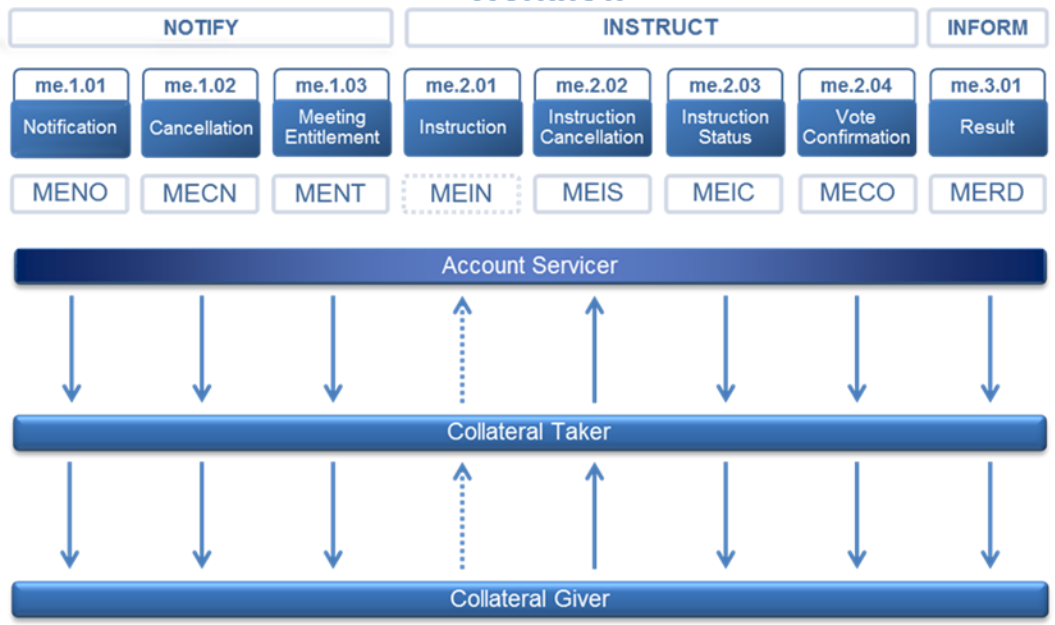 NOTIFY INSTRUCT INFORM
me.1.01 me.1.02 me.1.03 me.2.01 me.2.02 me.2.03 me.2.04 me.3.01
Notification Cancellation Meeting Entitlement Instruction Instruction Cancellation Instruction Status Vote Confirmation Result
MENO MECN MENT MEIN MEIS MEIC MECO MERD
Account Servicer
Collateral Taker
Collateral Giver